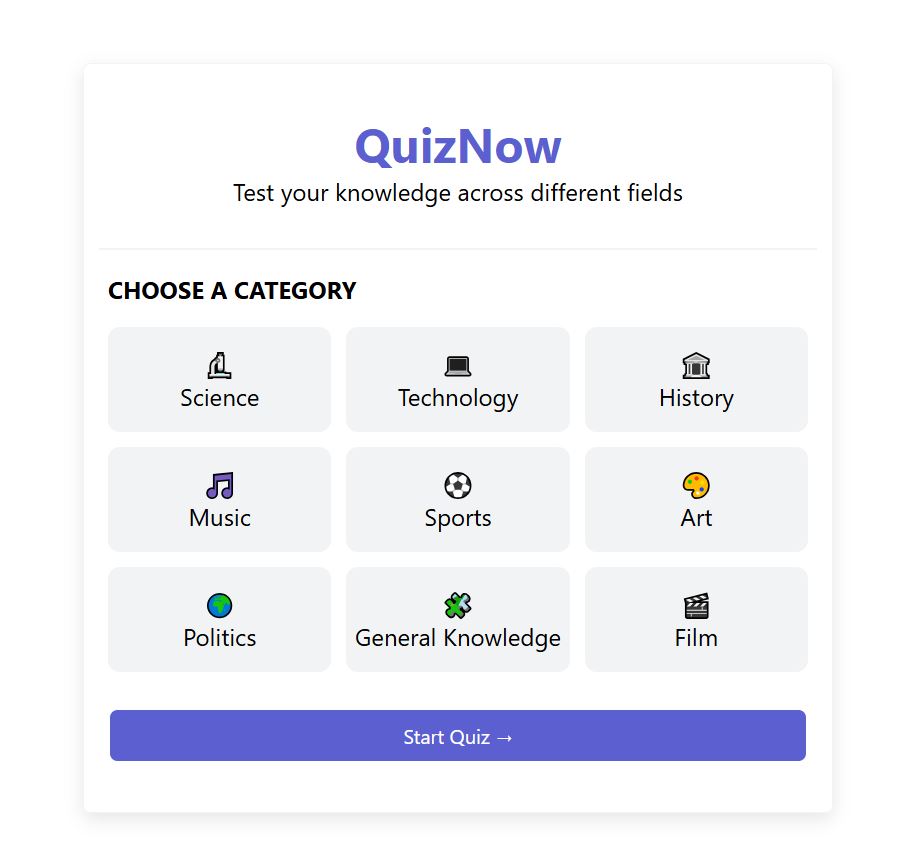 QuizNow
Test your knowledge across different fields
CHOOSE A CATEGORY
Science
Technology
History
Music
Sports
Art
Politics
General Knowledge
Film
Start Quiz →